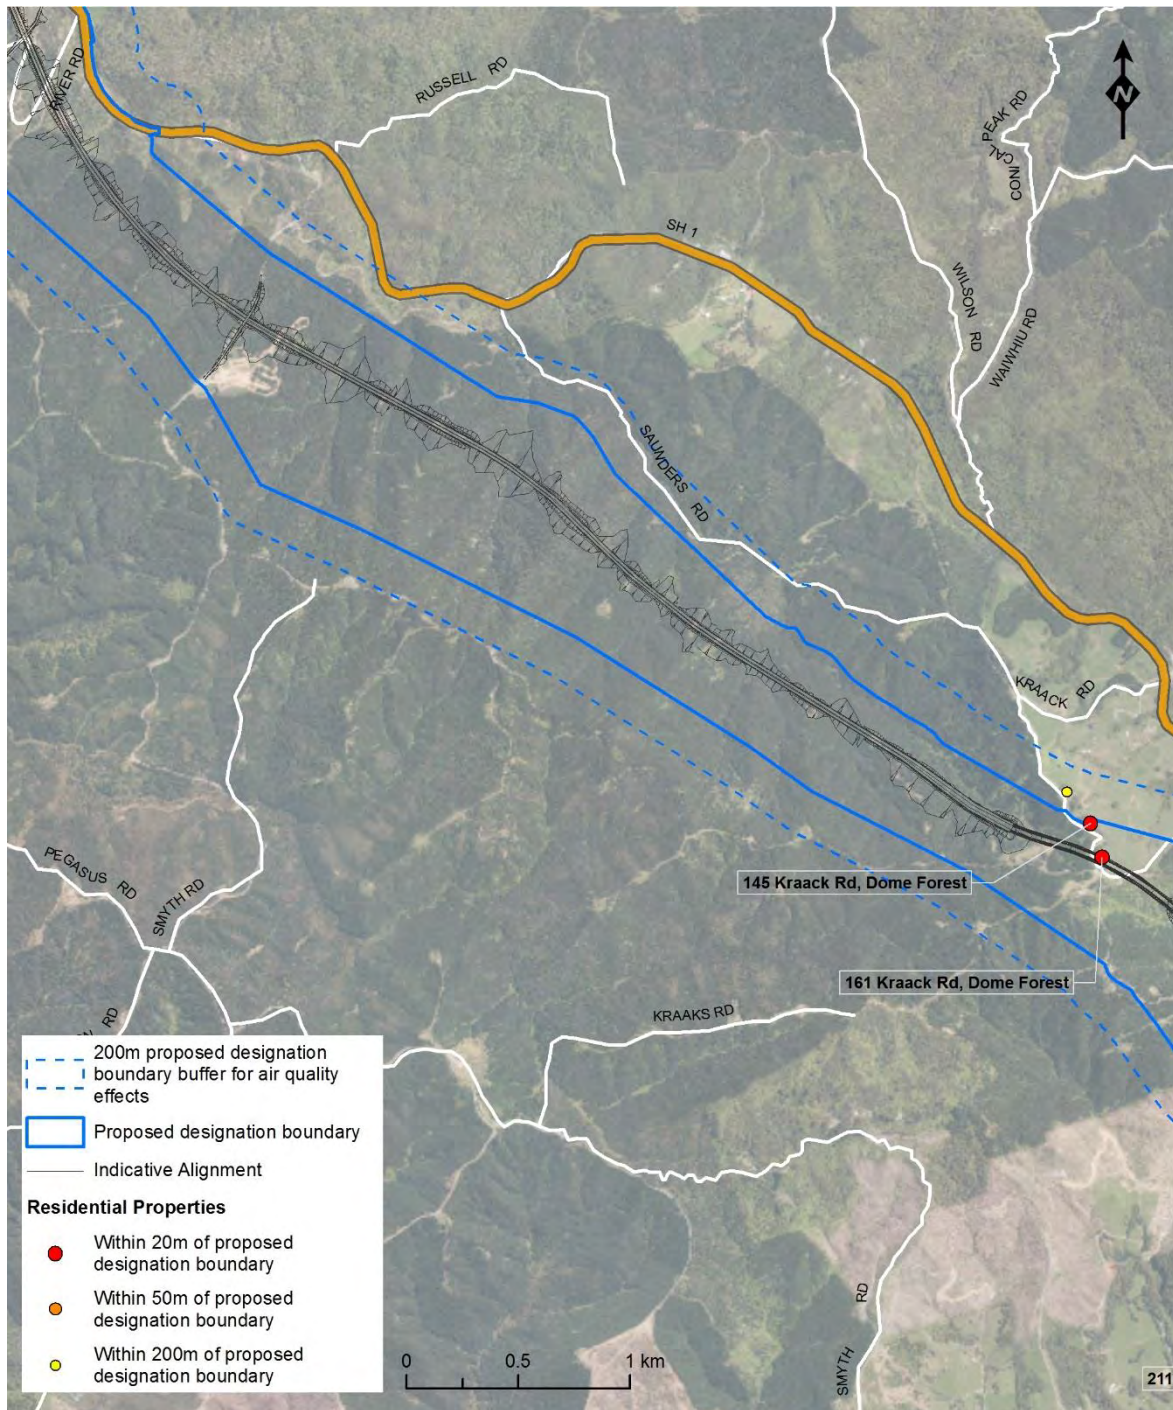 N
RIVER RD
RUSSELL RD
PEAK RD
CONICAL
SH 1
WILSON RD
WAIWHIU RD
SAUNDERS RD
KRAACK RD
145 Kraack Rd, Dome Forest
PEGASUS RD
SMYTH RD
161 Kraack Rd, Dome Forest
KRAAKS RD
RD
200m proposed designation
boundary buffer for air quality
effects
Proposed designation boundary
Indicative Alignment
Residential Properties
Within 20m of proposed
designation boundary
Within 50m of proposed
designation boundary
Within 200m of proposed
designation boundary
0 0.5 1 km
SMYTH RD
211